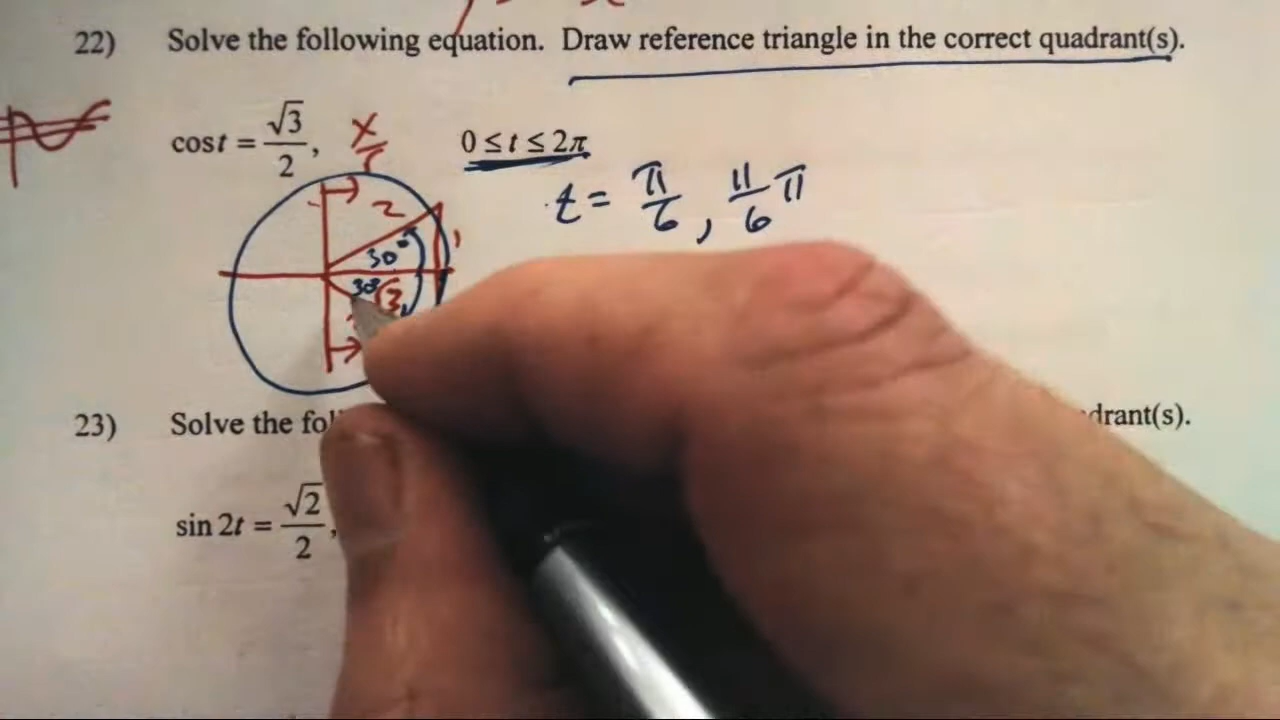 22) Solve the following equation. Draw reference triangle in the correct quadrant(s).
cos t = √3/2, x/r 0 ≤ t ≤ 2π
t = π/6, 11/6 π
2
30°
1
30°
√3
23) Solve the fol drant(s).
sin 2t = √2/2,